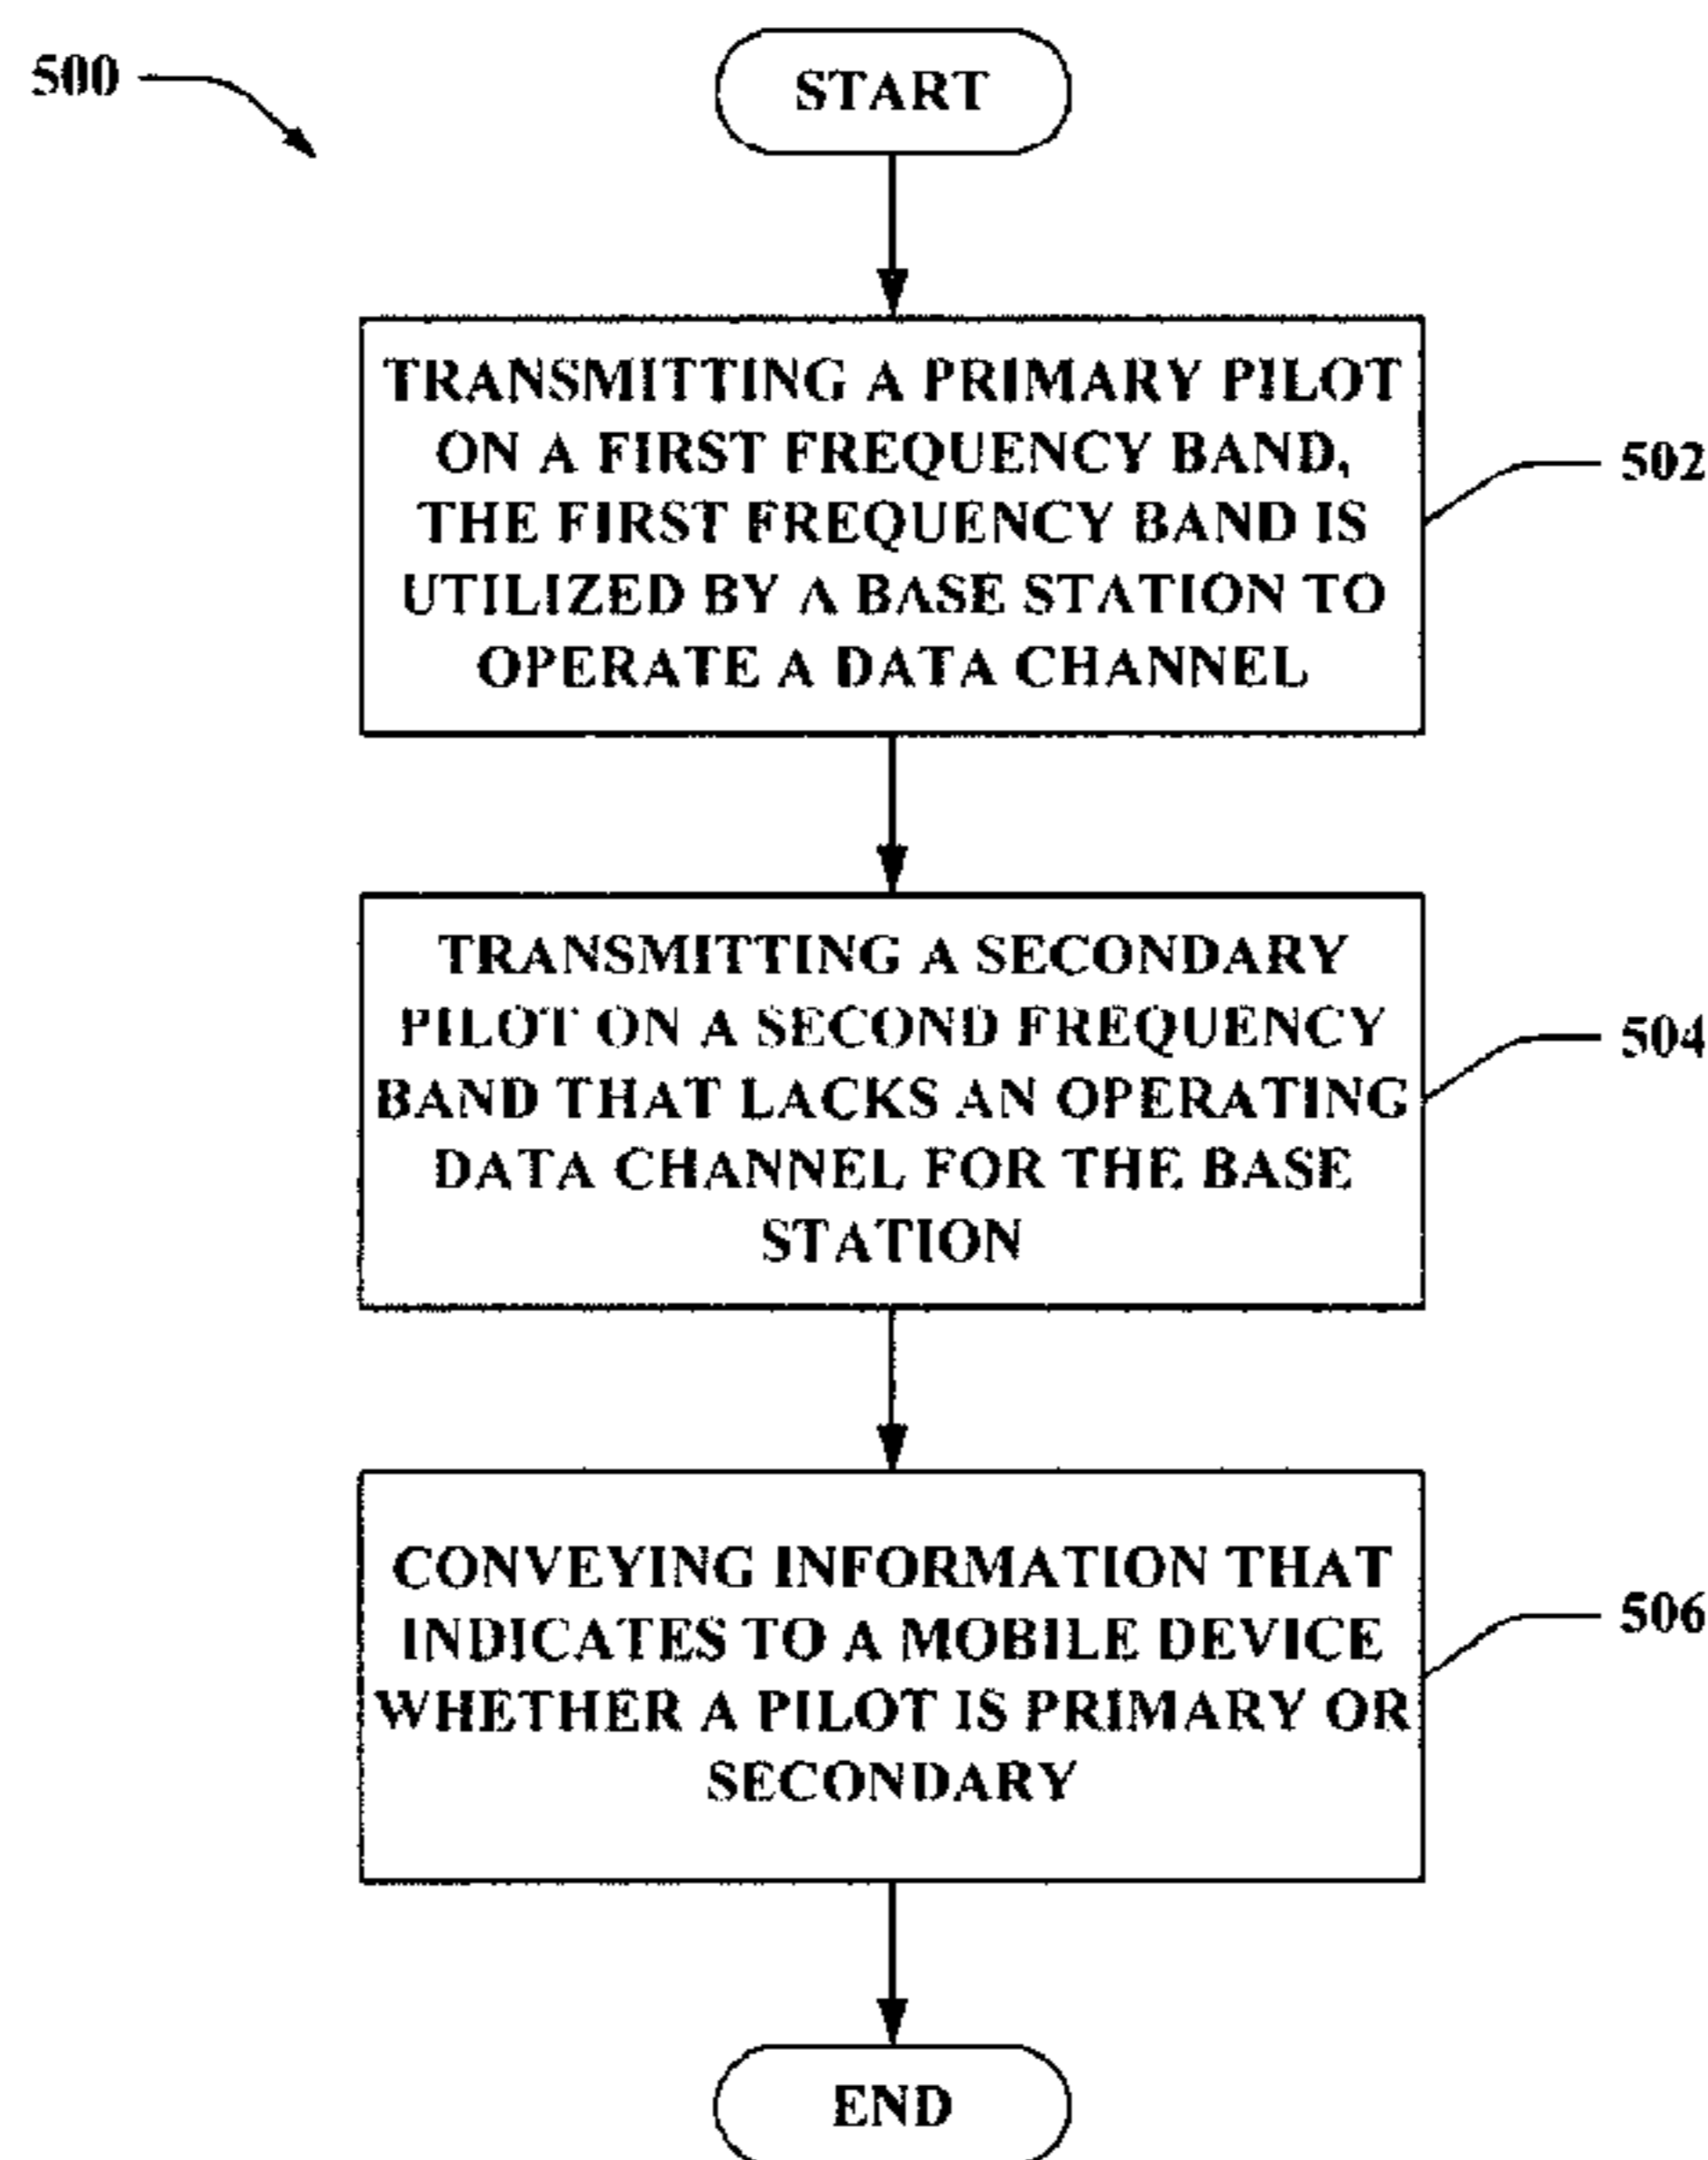 500
START
TRANSMITTING A PRIMARY PILOT
ON A FIRST FREQUENCY BAND,
THE FIRST FREQUENCY BAND IS
UTILIZED BY A BASE STATION TO
OPERATE A DATA CHANNEL
502
TRANSMITTING A SECONDARY
PILOT ON A SECOND FREQUENCY
BAND THAT LACKS AN OPERATING
DATA CHANNEL FOR THE BASE
STATION
504
CONVEYING INFORMATION THAT
INDICATES TO A MOBILE DEVICE
WHETHER A PILOT IS PRIMARY OR
SECONDARY
506
END